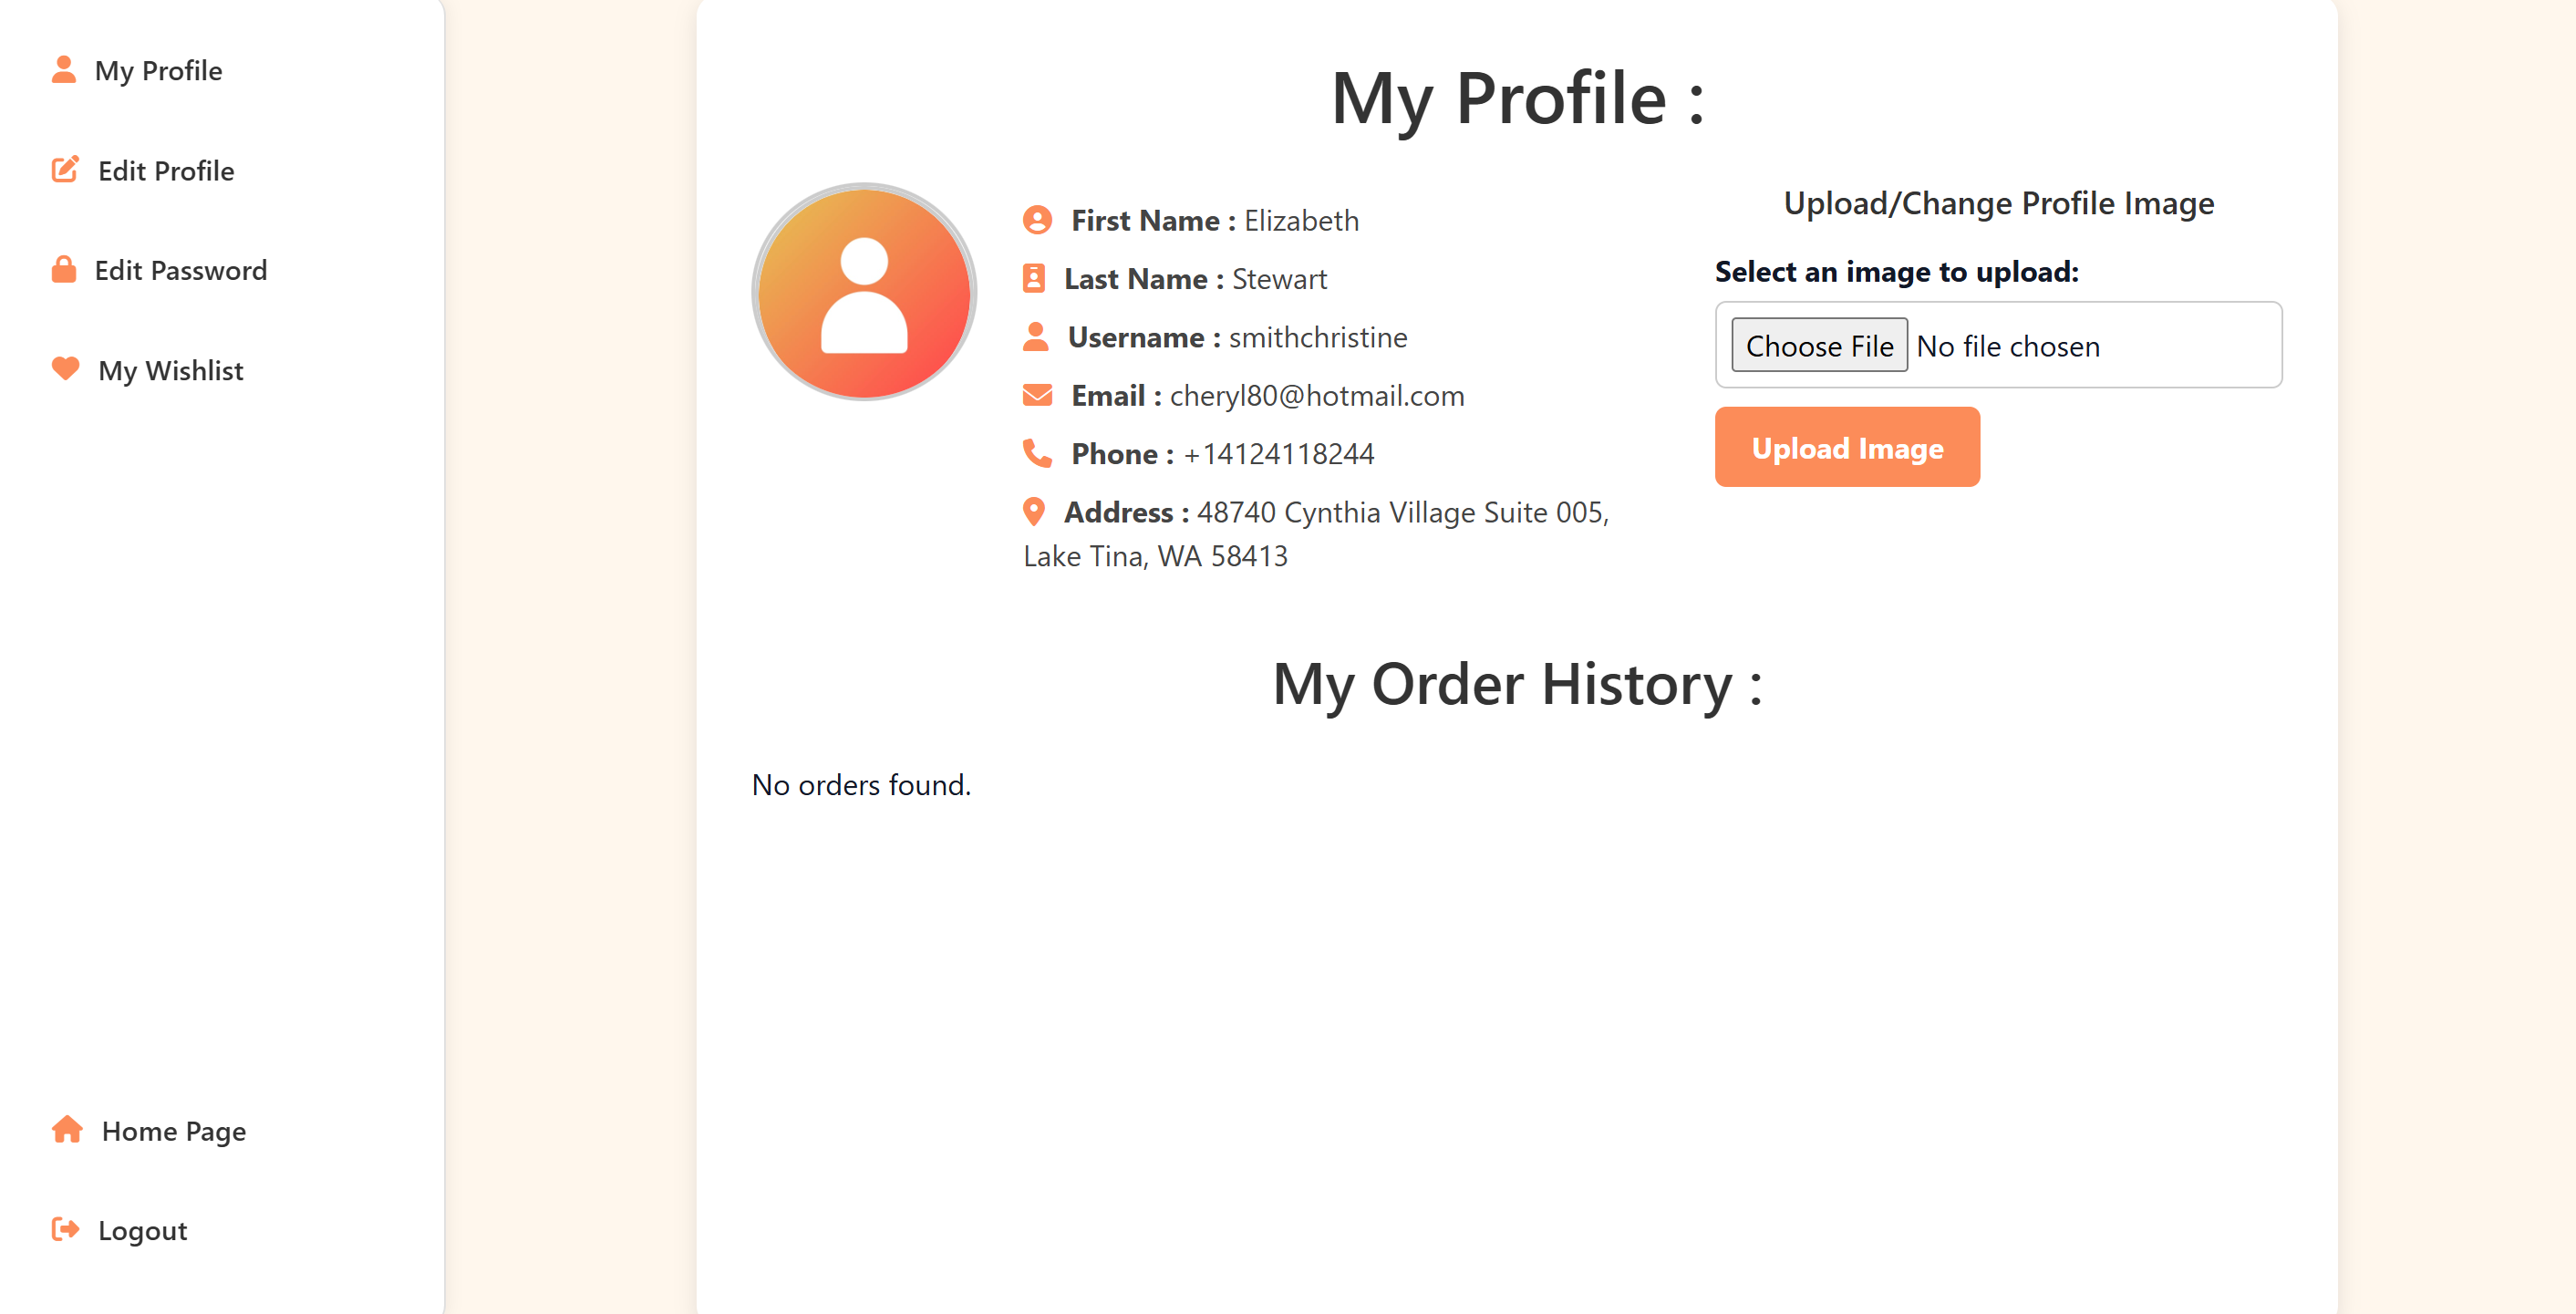 My Profile
Edit Profile
Edit Password
My Wishlist
Home Page
Logout
My Profile :
First Name : Elizabeth
Last Name : Stewart
Username : smithchristine
Email : cheryl80@hotmail.com
Phone : +14124118244
Address : 48740 Cynthia Village Suite 005,
Lake Tina, WA 58413
Upload/Change Profile Image
Select an image to upload:
Choose File No file chosen
Upload Image
My Order History :
No orders found.